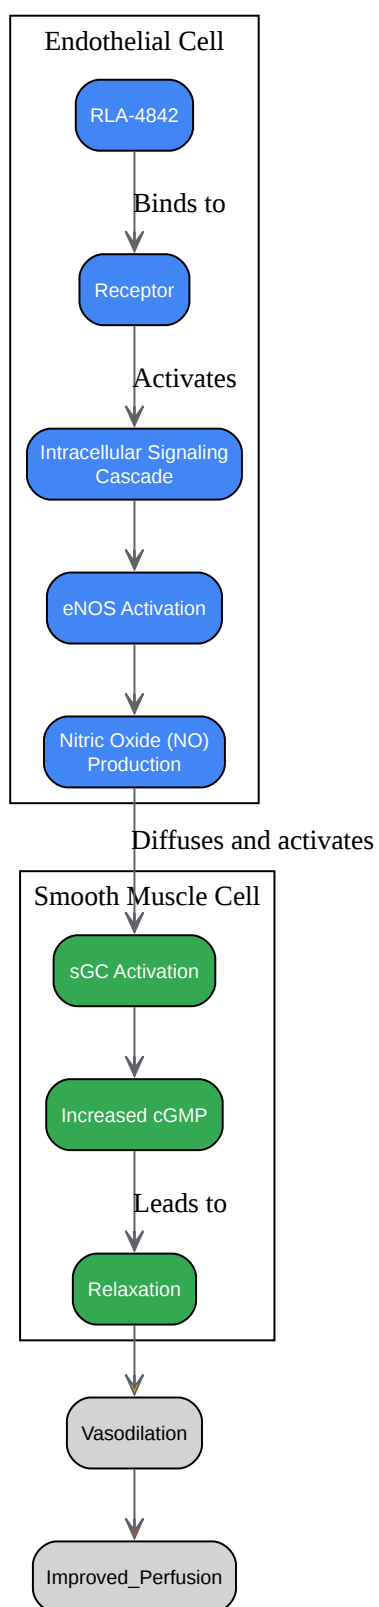 Endothelial Cell
RLA-4842
Binds to
Receptor
Activates
Intracellular Signaling
Cascade
eNOS Activation
Nitric Oxide (NO)
Production
Diffuses and activates
Smooth Muscle Cell
sGC Activation
Increased cGMP
Leads to
Relaxation
Vasodilation
Improved_Perfusion